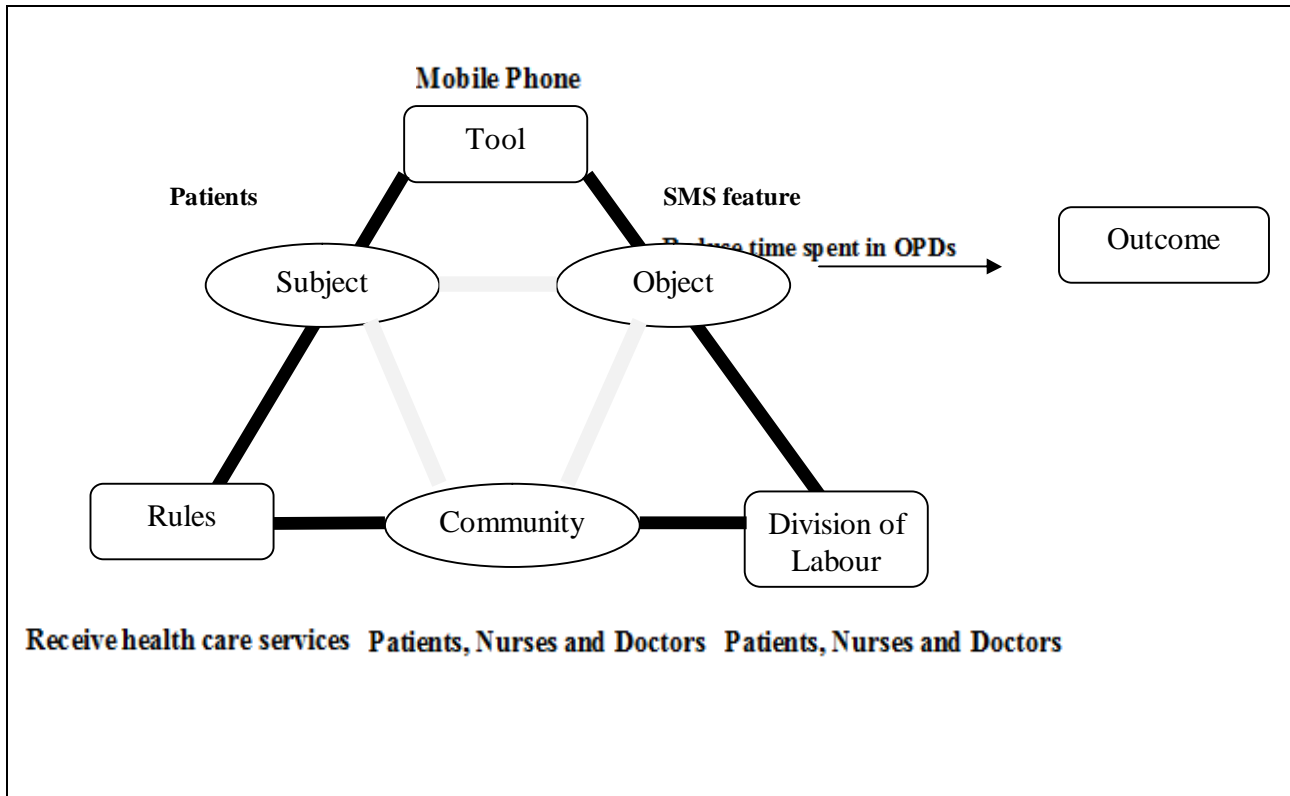 Mobile Phone
Tool
Patients
SMS feature
time spent in OPDs
Outcome
Subject
Object
Rules
Community
Division of
Labour
Receive health care services
Patients, Nurses and Doctors
Patients, Nurses and Doctors